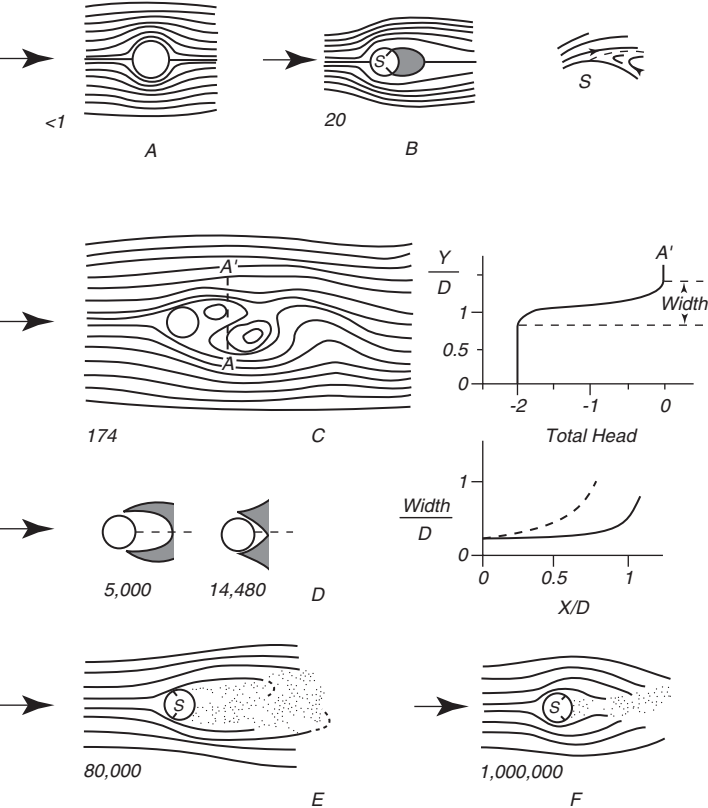 S
S
<1
20
A
B
A'
A
174
C
Y
D
1
0.5
0
-2
-1
0
A'
Width
Total Head
5,000
14,480
D
Width
D
1
0
0
0.5
1
X/D
S
80,000
E
S
1,000,000
F